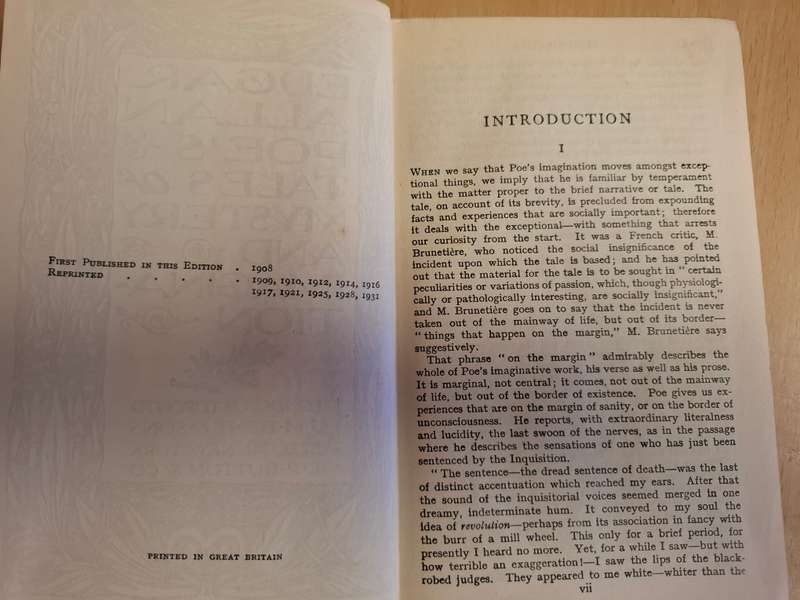 FIRST PUBLISHED IN THIS EDITION . 1908
REPRINTED . . . . . 1909, 1910, 1912, 1914, 1916
1917, 1921, 1925, 1928, 1931
PRINTED IN GREAT BRITAIN
INTRODUCTION
I
WHEN we say that Poe's imagination moves amongst excep-
tional things, we imply that he is familiar by temperament
with the matter proper to the brief narrative or tale. The
tale, on account of its brevity, is precluded from expounding
facts and experiences that are socially important; therefore
it deals with the exceptional—with something that arrests
our curiosity from the start. It was a French critic, M.
Brunetière, who noticed the social insignificance of the
incident upon which the tale is based; and he has pointed
out that the material for the tale is to be sought in " certain
peculiarities or variations of passion, which, though physiologi-
cally or pathologically interesting, are socially insignificant,"
and M. Brunetière goes on to say that the incident is never
taken out of the mainway of life, but out of its border—
" things that happen on the margin," M. Brunetière says
suggestively.
That phrase " on the margin " admirably describes the
whole of Poe's imaginative work, his verse as well as his prose.
It is marginal, not central; it comes, not out of the mainway
of life, but out of the border of existence. Poe gives us ex-
periences that are on the margin of sanity, or on the border of
unconsciousness. He reports, with extraordinary literalness
and lucidity, the last swoon of the nerves, as in the passage
where he describes the sensations of one who has just been
sentenced by the Inquisition.
" The sentence—the dread sentence of death—was the last
of distinct accentuation which reached my ears. After that
the sound of the inquisitorial voices seemed merged in one
dreamy, indeterminate hum. It conveyed to my soul the
idea of revolution—perhaps from its association in fancy with
the burr of a mill wheel. This only for a brief period, for
presently I heard no more. Yet, for a while I saw—but with
how terrible an exaggeration!—I saw the lips of the black-
robed judges. They appeared to me white—whiter than the
vii